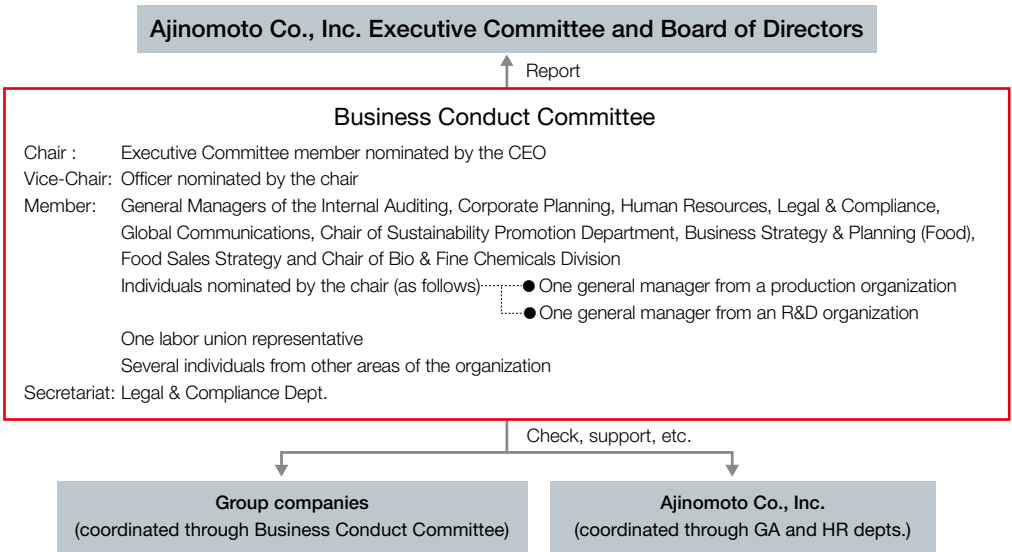 Ajinomoto Co., Inc. Executive Committee and Board of Directors
Report
Business Conduct Committee
Chair : Executive Committee member nominated by the CEO
Vice-Chair: Officer nominated by the chair
Member: General Managers of the Internal Auditing, Corporate Planning, Human Resources, Legal & Compliance,
Global Communications, Chair of Sustainability Promotion Department, Business Strategy & Planning (Food),
Food Sales Strategy and Chair of Bio & Fine Chemicals Division
Individuals nominated by the chair (as follows) ● One general manager from a production organization
● One general manager from an R&D organization
One labor union representative
Several individuals from other areas of the organization
Secretariat: Legal & Compliance Dept.
Check, support, etc.
Group companies
(coordinated through Business Conduct Committee)
Ajinomoto Co., Inc.
(coordinated through GA and HR depts.)